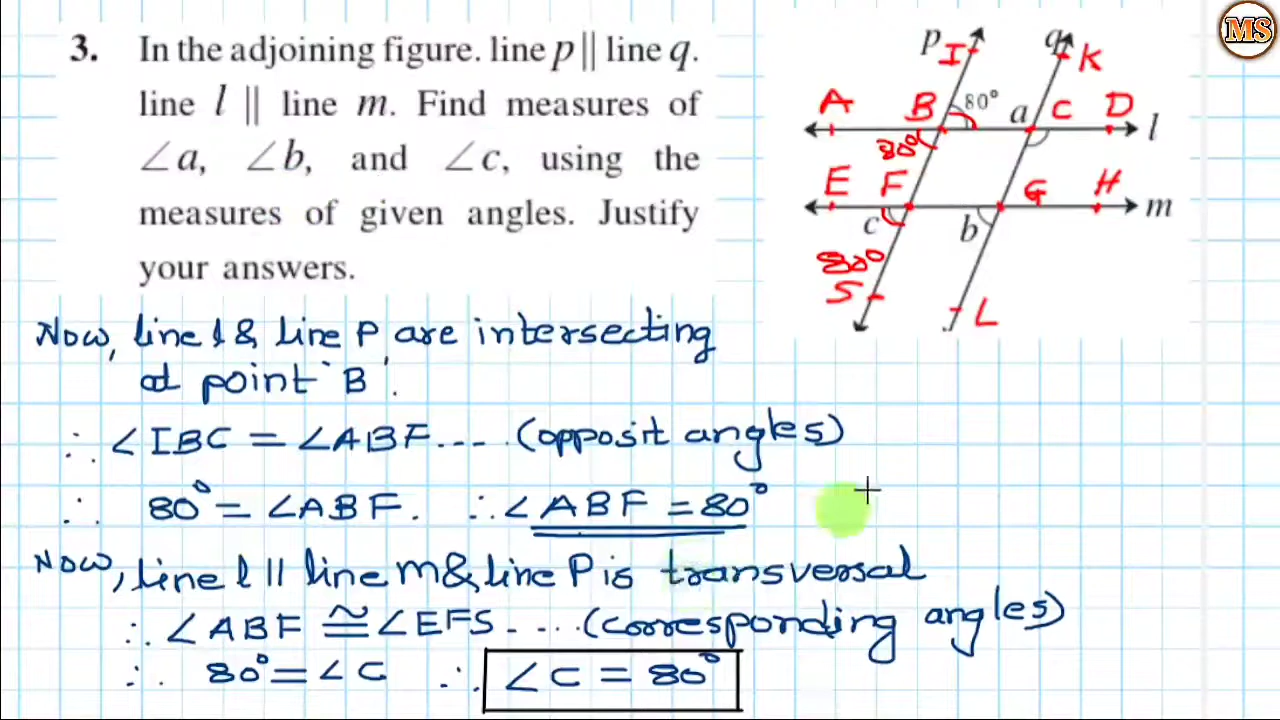 MS
3. In the adjoining figure. line p || line q.
line l || line m. Find measures of
∠a, ∠b, and ∠c, using the
measures of given angles. Justify
your answers.
p I q K
A B 80° a C D l
80°
E F G H m
c b
80°
S L
Now, line l & line P are intersecting
at point 'B'.
∴ ∠IBC = ∠ABF.... (opposit angles)
∴ 80° = ∠ABF. ∴ ∠ABF = 80°
Now, line l || line m & line P is transversal
∴ ∠ABF ≅ ∠EFS.... (corresponding angles)
∴ 80° = ∠C ∴ ∠C = 80°